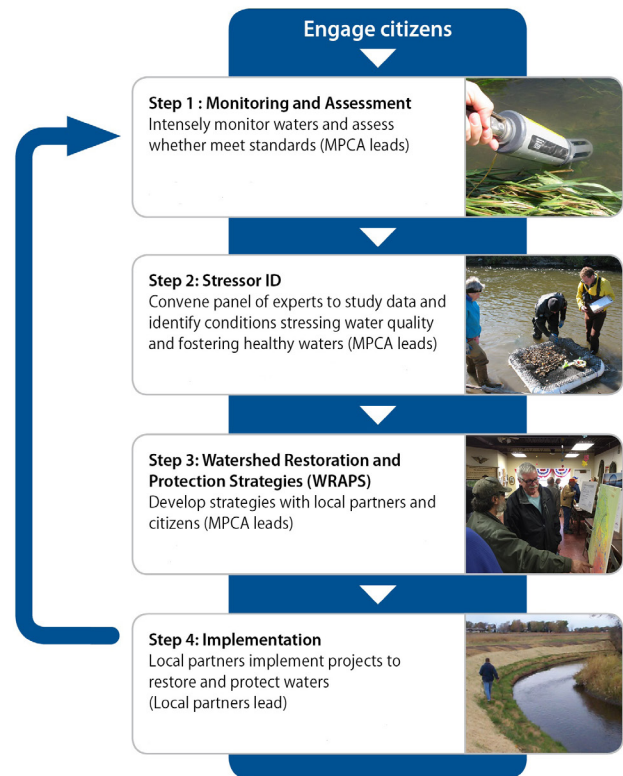 Engage citizens
Step 1 : Monitoring and Assessment
Intensely monitor waters and assess
whether meet standards (MPCA leads)
Step 2: Stressor ID
Convene panel of experts to study data and
identify conditions stressing water quality
and fostering healthy waters (MPCA leads)
Step 3: Watershed Restoration and
Protection Strategies (WRAPS)
Develop strategies with local partners and
citizens (MPCA leads)
Step 4: Implementation
Local partners implement projects to
restore and protect waters
(Local partners lead)